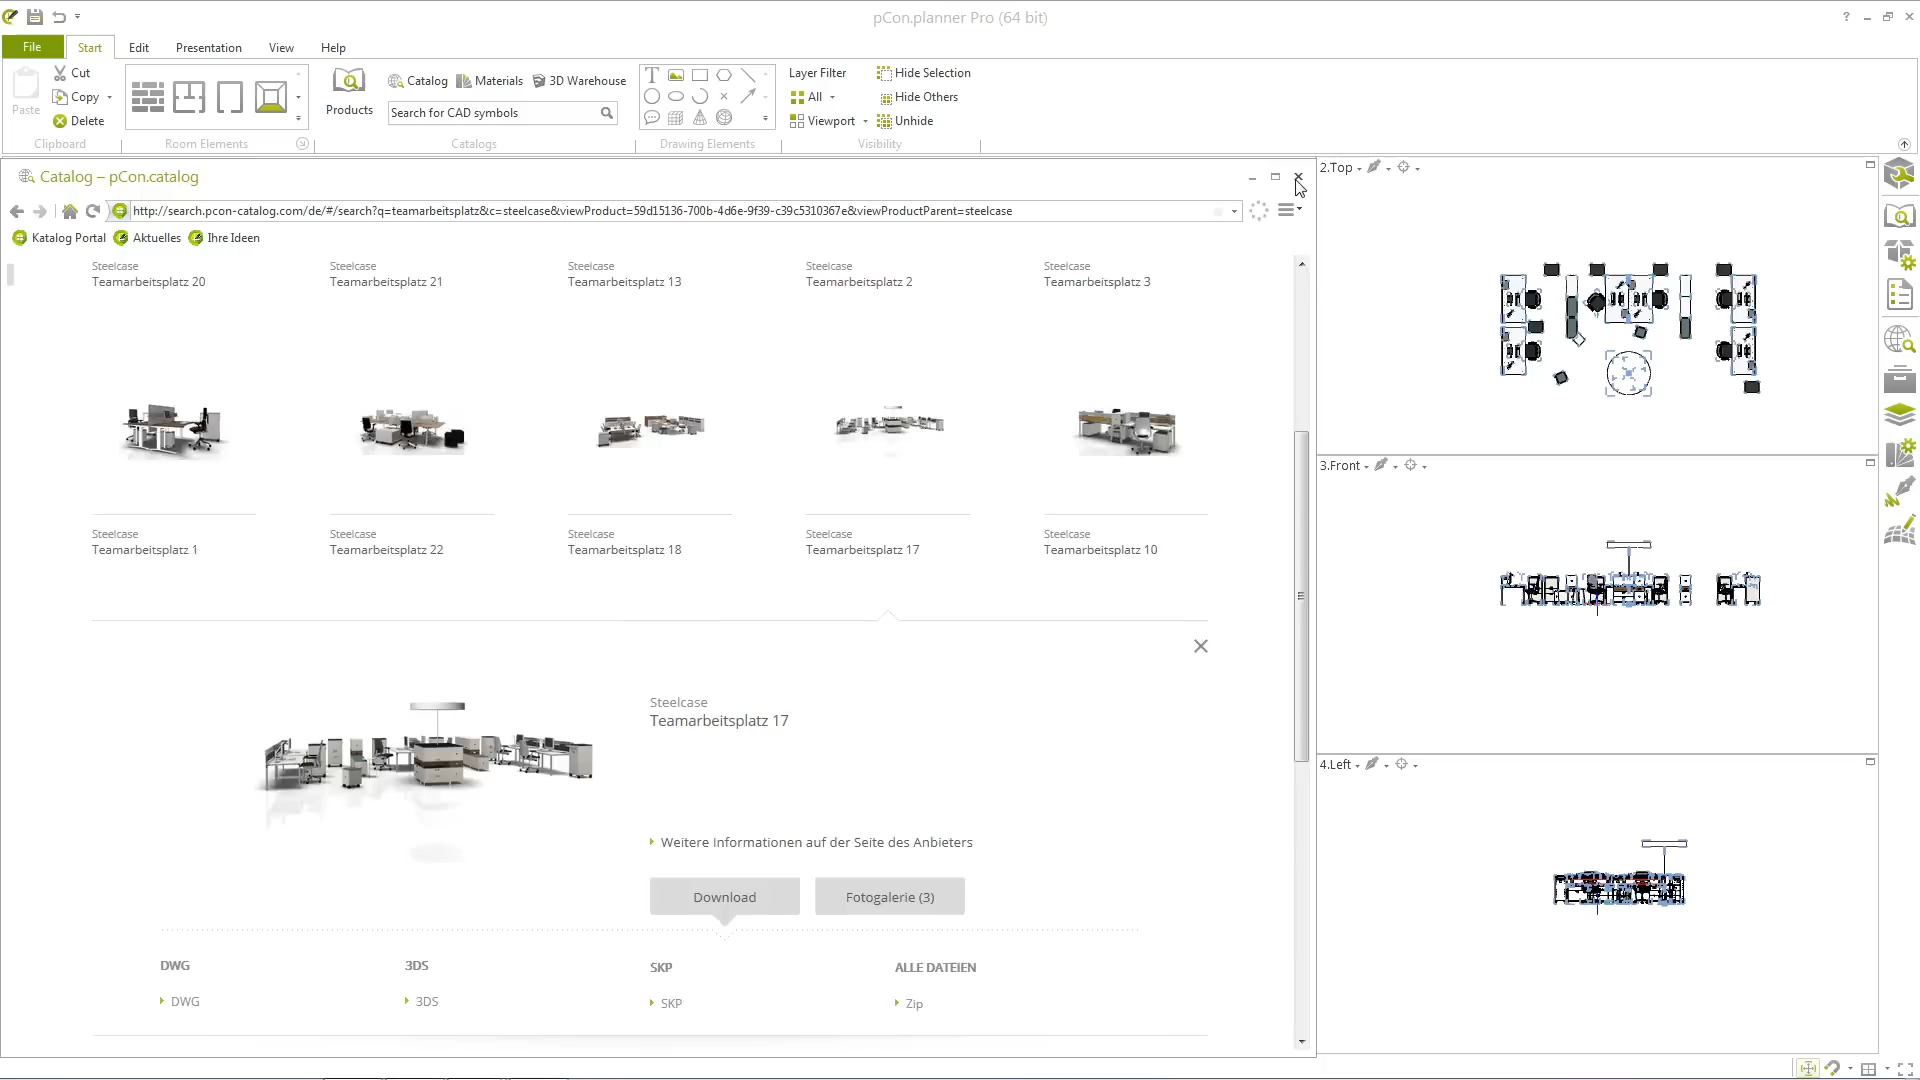 pCon.planner Pro (64 bit)
?
File
Start
Edit
Presentation
View
Help
Paste
Cut
Copy
Delete
Clipboard
Room Elements
Products
Catalog
Materials
3D Warehouse
Search for CAD symbols
Catalogs
T
Drawing Elements
Layer Filter
All
Viewport
Hide Selection
Hide Others
Unhide
Visibility
Catalog – pCon.catalog
http://search.pcon-catalog.com/de/#/search?q=teamarbeitsplatz&c=steelcase&viewProduct=59d15136-700b-4d6e-9f39-c39c5310367e&viewProductParent=steelcase
Katalog Portal
Aktuelles
Ihre Ideen
Steelcase
Teamarbeitsplatz 20
Steelcase
Teamarbeitsplatz 21
Steelcase
Teamarbeitsplatz 13
Steelcase
Teamarbeitsplatz 2
Steelcase
Teamarbeitsplatz 3
Steelcase
Teamarbeitsplatz 1
Steelcase
Teamarbeitsplatz 22
Steelcase
Teamarbeitsplatz 18
Steelcase
Teamarbeitsplatz 17
Steelcase
Teamarbeitsplatz 10
Steelcase
Teamarbeitsplatz 17
Weitere Informationen auf der Seite des Anbieters
Download
Fotogalerie (3)
DWG
3DS
SKP
ALLE DATEIEN
DWG
3DS
SKP
Zip
2.Top
3.Front
4.Left